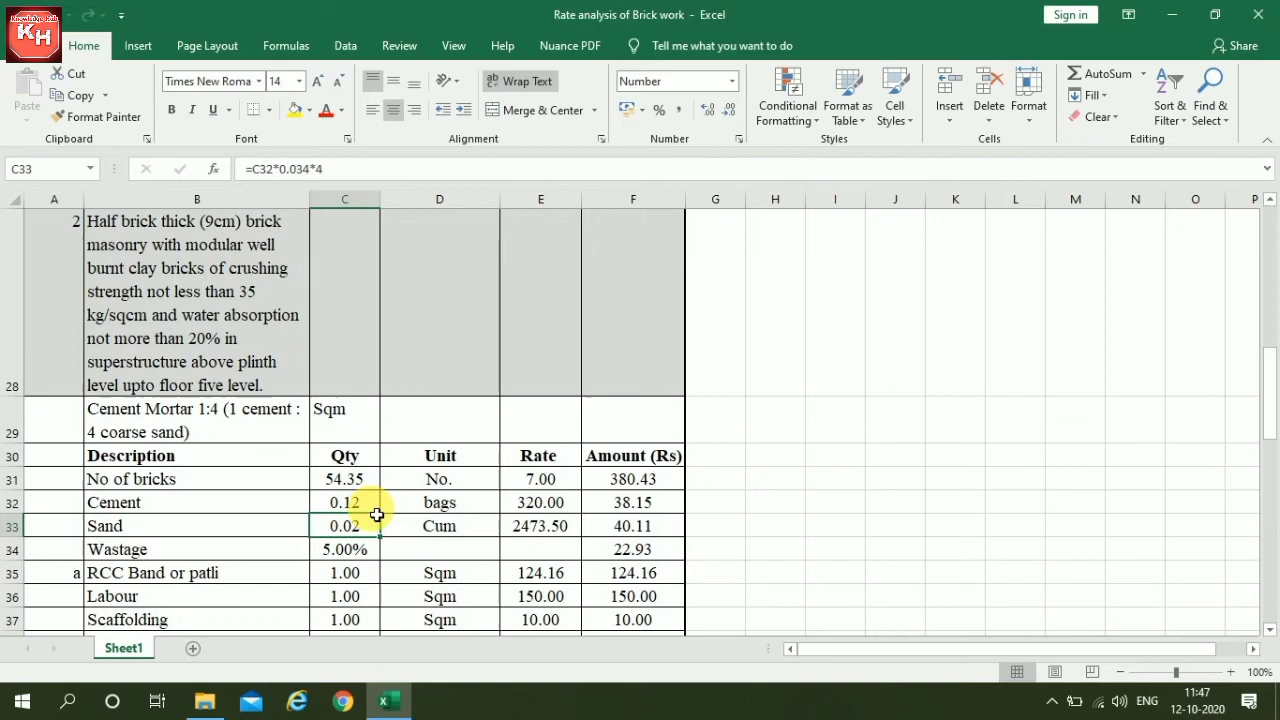 Knowledge hub
KH
Rate analysis of Brick work - Excel
Sign in
Home Insert Page Layout Formulas Data Review View Help Nuance PDF Tell me what you want to do Share
Paste
Cut
Copy
Format Painter
Clipboard
Times New Roma 14 A A
B I U A
Font
Wrap Text
Merge & Center
Alignment
Number
%
Number
Conditional
Formatting
Format as
Table
Cell
Styles
Styles
Insert
Delete
Format
Cells
AutoSum
Fill
Clear
Sort &
Filter
Find &
Select
Editing
C33 fx =C32*0.034*4
A B C D E F G H I J K L M N O P
2 Half brick thick (9cm) brick
masonry with modular well
burnt clay bricks of crushing
strength not less than 35
kg/sqcm and water absorption
not more than 20% in
superstructure above plinth
28 level upto floor five level.
Cement Mortar 1:4 (1 cement : Sqm
29 4 coarse sand)
30 Description Qty Unit Rate Amount (Rs)
31 No of bricks 54.35 No. 7.00 380.43
32 Cement 0.12 bags 320.00 38.15
33 Sand 0.02 Cum 2473.50 40.11
34 Wastage 5.00% 22.93
35 a RCC Band or patli 1.00 Sqm 124.16 124.16
36 Labour 1.00 Sqm 150.00 150.00
37 Scaffolding 1.00 Sqm 10.00 10.00
Sheet1
100%
ENG
11:47
12-10-2020